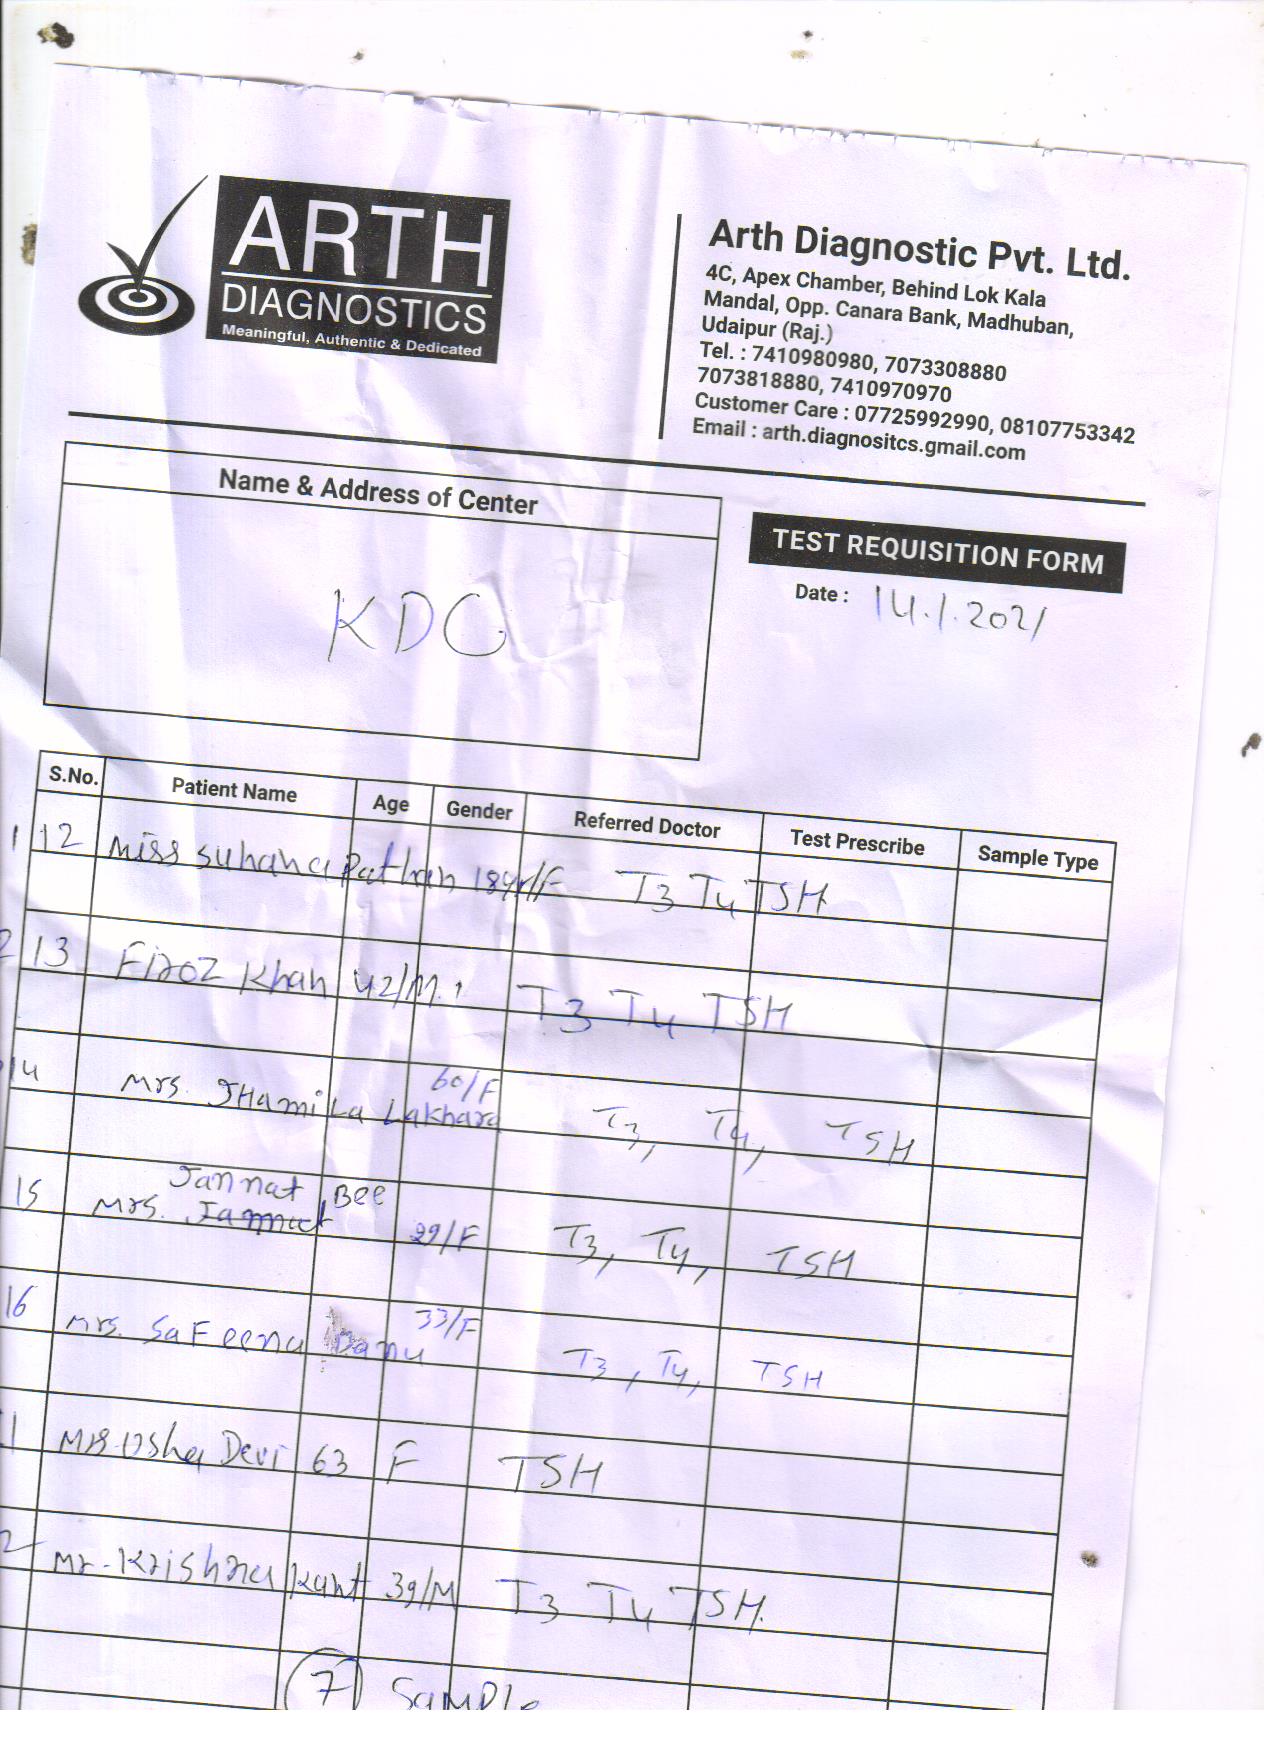 ARTH
DIAGNOSTICS
Meaningful, Authentic & Dedicated
Arth Diagnostic Pvt. Ltd.
4C, Apex Chamber, Behind Lok Kala
Mandal, Opp. Canara Bank, Madhuban,
Udaipur (Raj.)
Tel. : 7410980980, 7073308880
7073818880, 7410970970
Customer Care : 07725992990, 08107753342
Email : arth.diagnositcs.gmail.com
Name & Address of Center
KDC
TEST REQUISITION FORM
Date : 14.1.2021
S.No. Patient Name Age Gender Referred Doctor Test Prescribe Sample Type
1 12 Miss Suhana Pathan 18yr/F T3 T4 TSH
2 13 Firoz Khan 42/M. T3 T4 TSH
14 Mrs. JHamiLa Lakhara 60/F T3, T4, TSH
15 Mrs. Jannat Bee 29/F T3, T4, TSH
16 Mrs. SaFeena Banu 33/F T3, T4, TSH
1 Mrs. Usha Devi 63 F TSH
2 Mr. Krishna Kant 39/M T3 T4 TSH.
7 Sample